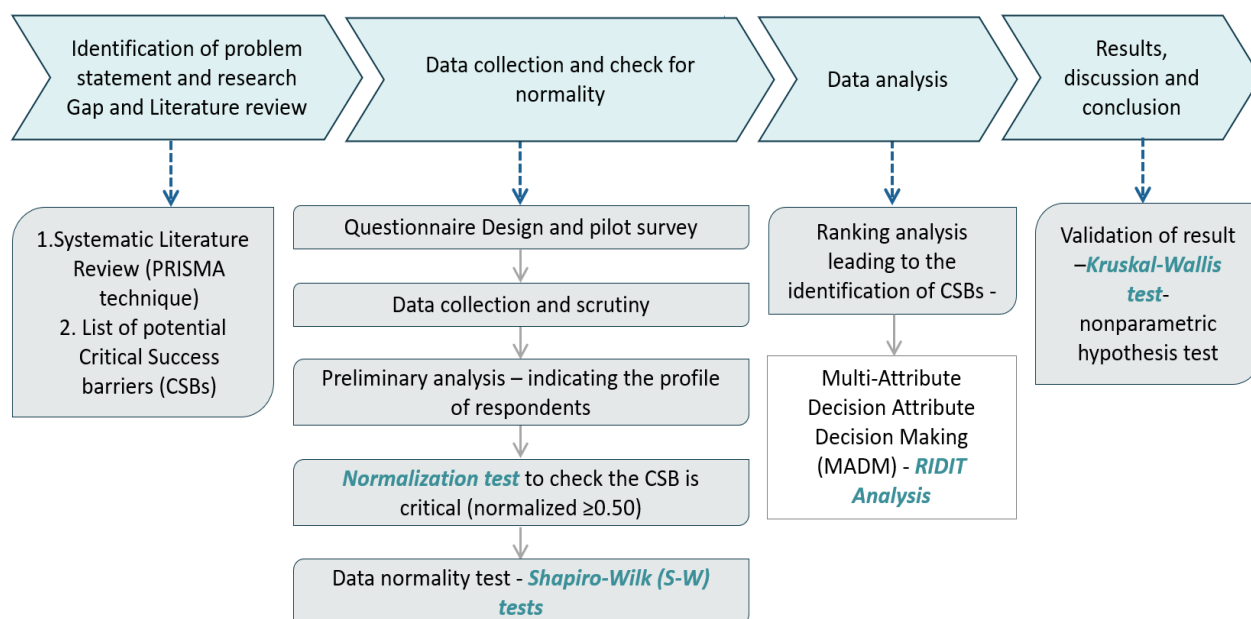 Identification of problem
statement and research
Gap and Literature review
Data collection and check for
normality
Data analysis
Results,
discussion and
conclusion
1.Systematic Literature
Review (PRISMA
technique)
2. List of potential
Critical Success
barriers (CSBs)
Questionnaire Design and pilot survey
Data collection and scrutiny
Preliminary analysis – indicating the profile
of respondents
Normalization test to check the CSB is
critical (normalized ≥0.50)
Data normality test - Shapiro-Wilk (S-W)
tests
Ranking analysis
leading to the
identification of CSBs -
Multi-Attribute
Decision Attribute
Decision Making
(MADM) - RIDIT
Analysis
Validation of result
–Kruskal-Wallis
test-
nonparametric
hypothesis test